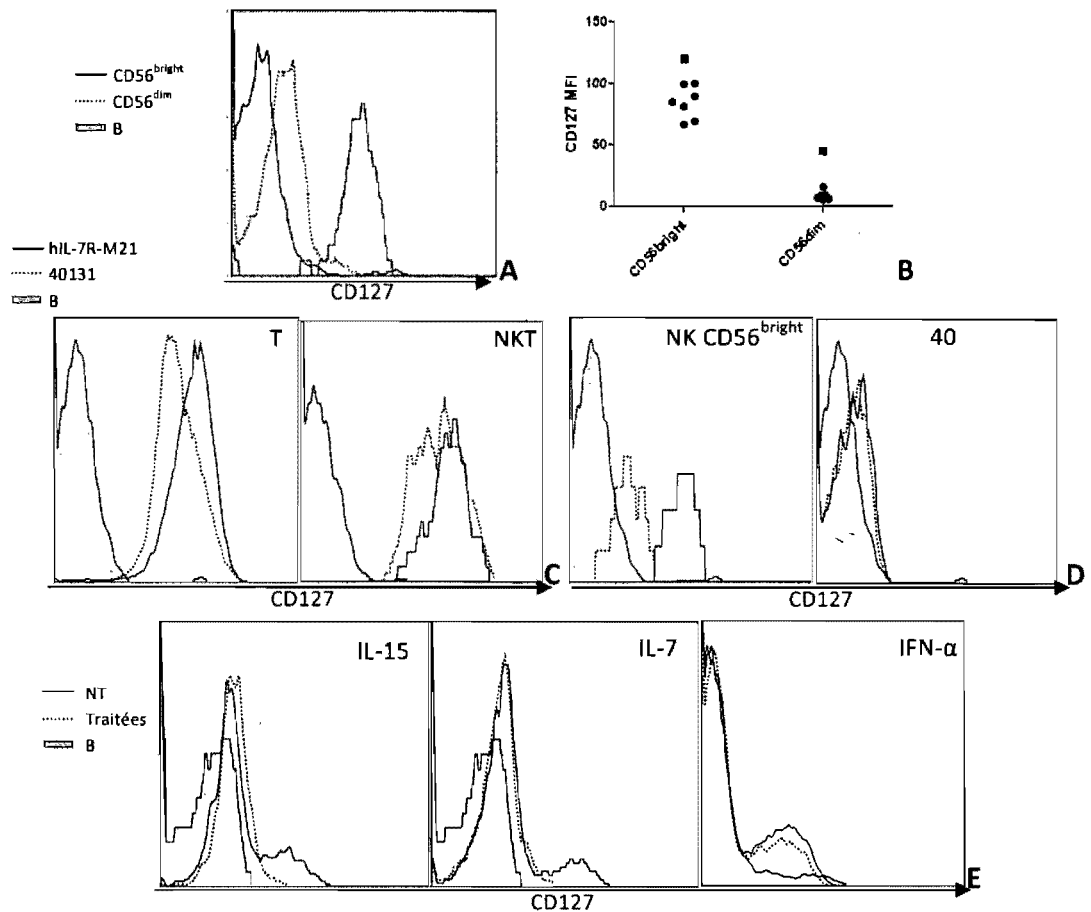 CD56bright
CD56dim
B
CD127
A
150
100
50
0
CD127 MFI
CD56bright
CD56dim
B
hIL-7R-M21
40131
B
T
NKT
CD127
C
NK CD56bright
40
CD127
D
NT
Traitées
B
IL-15
IL-7
IFN-α
CD127
E